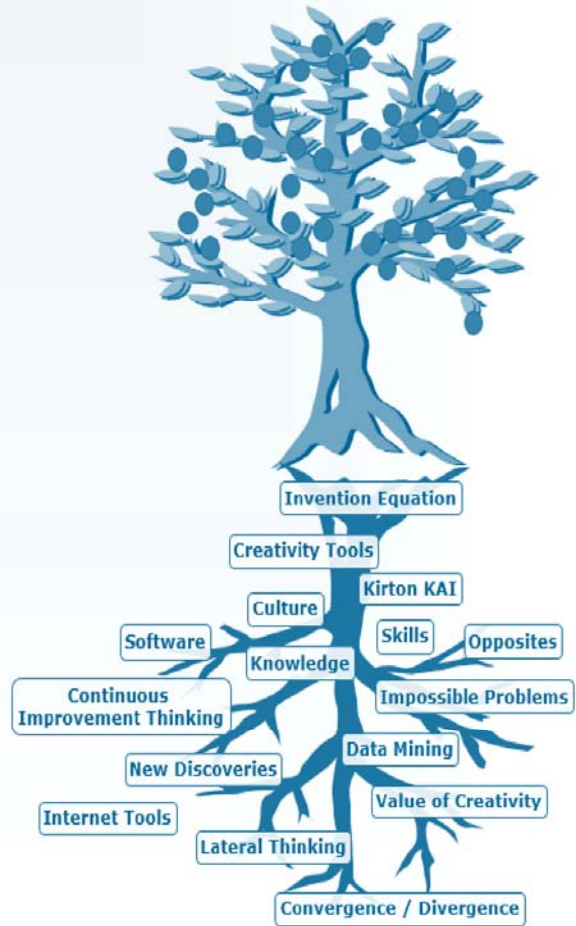 Invention Equation
Creativity Tools
Kirton KAI
Culture
Skills
Software
Opposites
Knowledge
Continuous
Improvement Thinking
Impossible Problems
Data Mining
New Discoveries
Value of Creativity
Internet Tools
Lateral Thinking
Convergence / Divergence